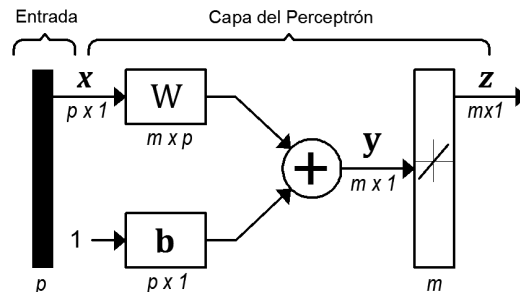 Entrada
Capa del Perceptrón
x
p x 1
W
m x p
+
y
m x 1
z
mx1
1
b
p x 1
p
m